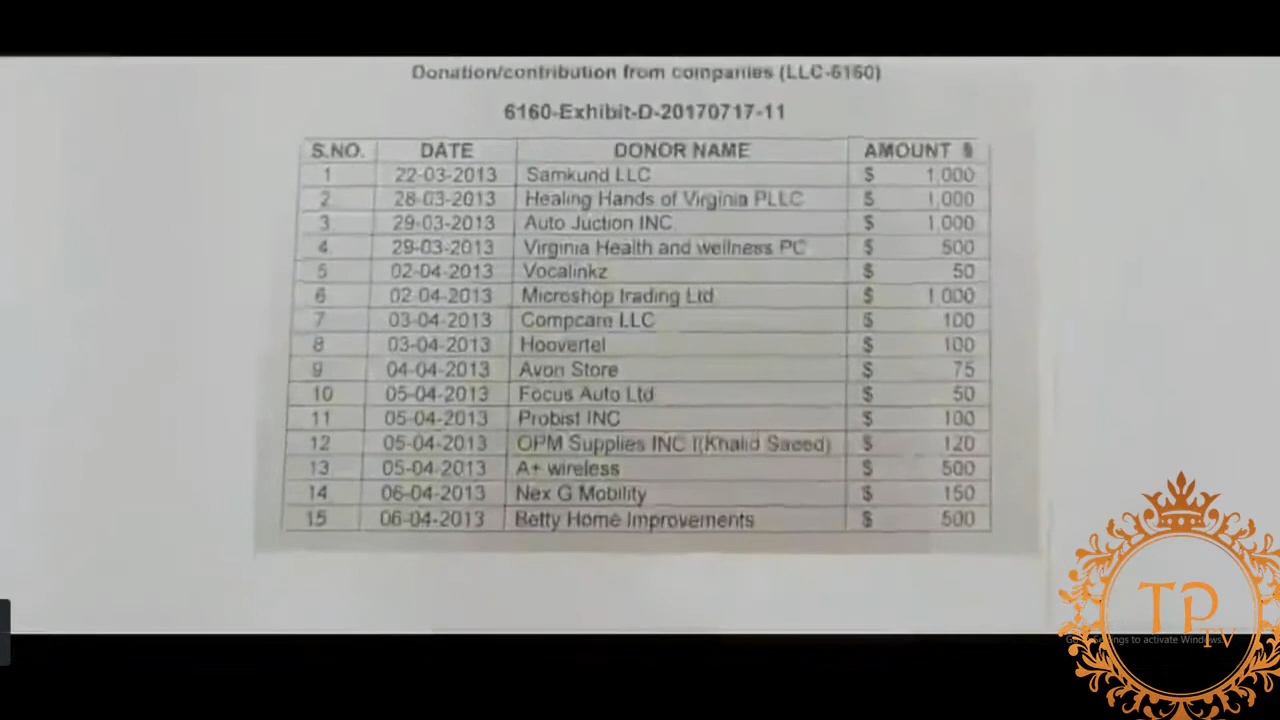 Donation/contribution from companies (LLC-6160)
6160-Exhibit-D-20170717-11
S.NO. DATE DONOR NAME AMOUNT $
1 22-03-2013 Samkund LLC $ 1,000
2 28-03-2013 Healing Hands of Virginia PLLC $ 1,000
3 29-03-2013 Auto Juction INC $ 1,000
4 29-03-2013 Virginia Health and wellness PC $ 500
5 02-04-2013 Vocalinkz $ 50
6 02-04-2013 Microshop trading Ltd $ 1,000
7 03-04-2013 Compcare LLC $ 100
8 03-04-2013 Hoovertel $ 100
9 04-04-2013 Avon Store $ 75
10 05-04-2013 Focus Auto Ltd $ 50
11 05-04-2013 Probist INC $ 100
12 05-04-2013 OPM Supplies INC I(Khalid Saeed) $ 120
13 05-04-2013 A+ wireless $ 500
14 06-04-2013 Nex G Mobility $ 150
15 06-04-2013 Betty Home Improvements $ 500
TP
TV
to activate Windows.